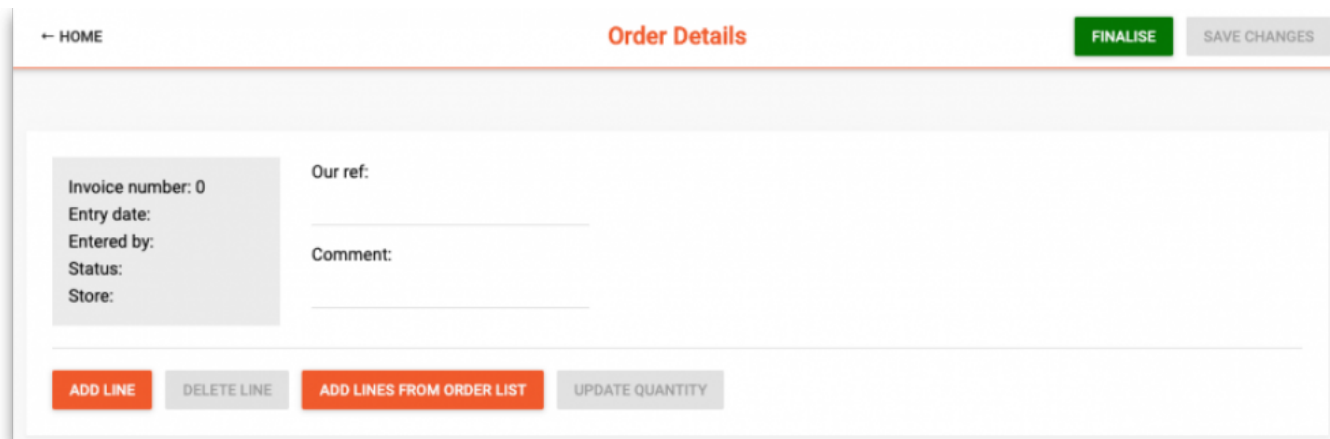 ← HOME
Order Details
FINALISE
SAVE CHANGES
Invoice number: 0
Entry date:
Entered by:
Status:
Store:
Our ref:
Comment:
ADD LINE
DELETE LINE
ADD LINES FROM ORDER LIST
UPDATE QUANTITY